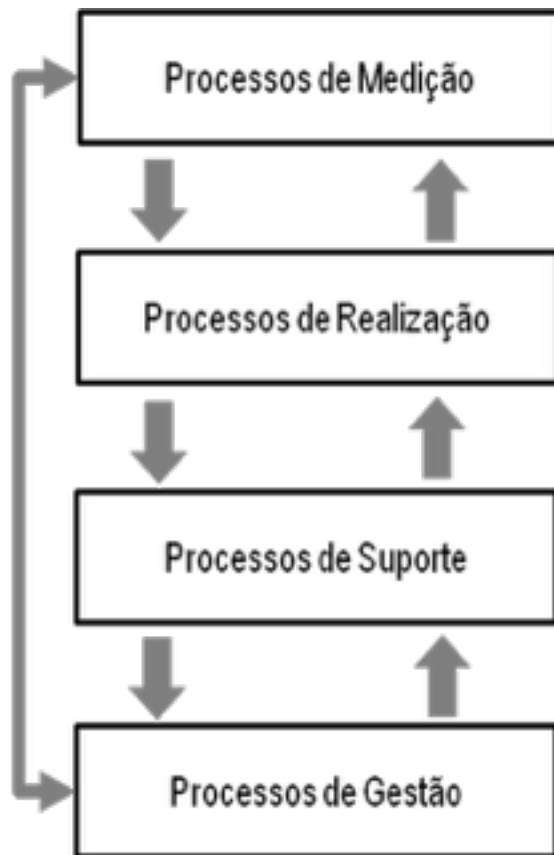 Processos de Medição
Processos de Realização
Processos de Suporte
Processos de Gestão